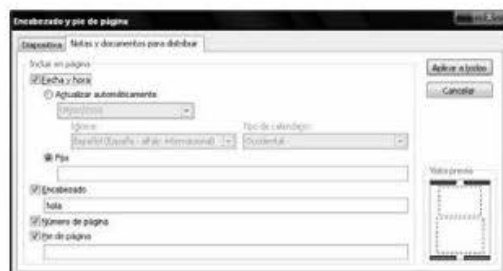 Encabezado y pie de página
Diapositiva Notas y documentos para distribuir
Incluir en página
Fecha y hora
Actualizar automáticamente
Idioma: Tipo de calendario:
Español (España - alfab. internacional) Occidental
Fija
Encabezado
hola
Número de página
Pie de página
Aplicar a todas
Cancelar
Vista previa